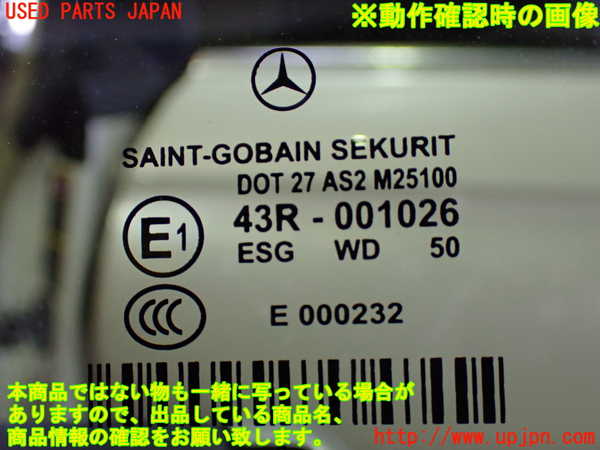 USED PARTS JAPAN
※動作確認時の画像
SAINT-GOBAIN SEKURIT
DOT 27 AS2 M25100
E1
43R - 001026
ESG WD 50
CCC
E 000232
本商品ではない物も一緒に写っている場合が
ありますので、出品している商品名、
商品情報の確認をお願い致します。
http://www.upjpn.com